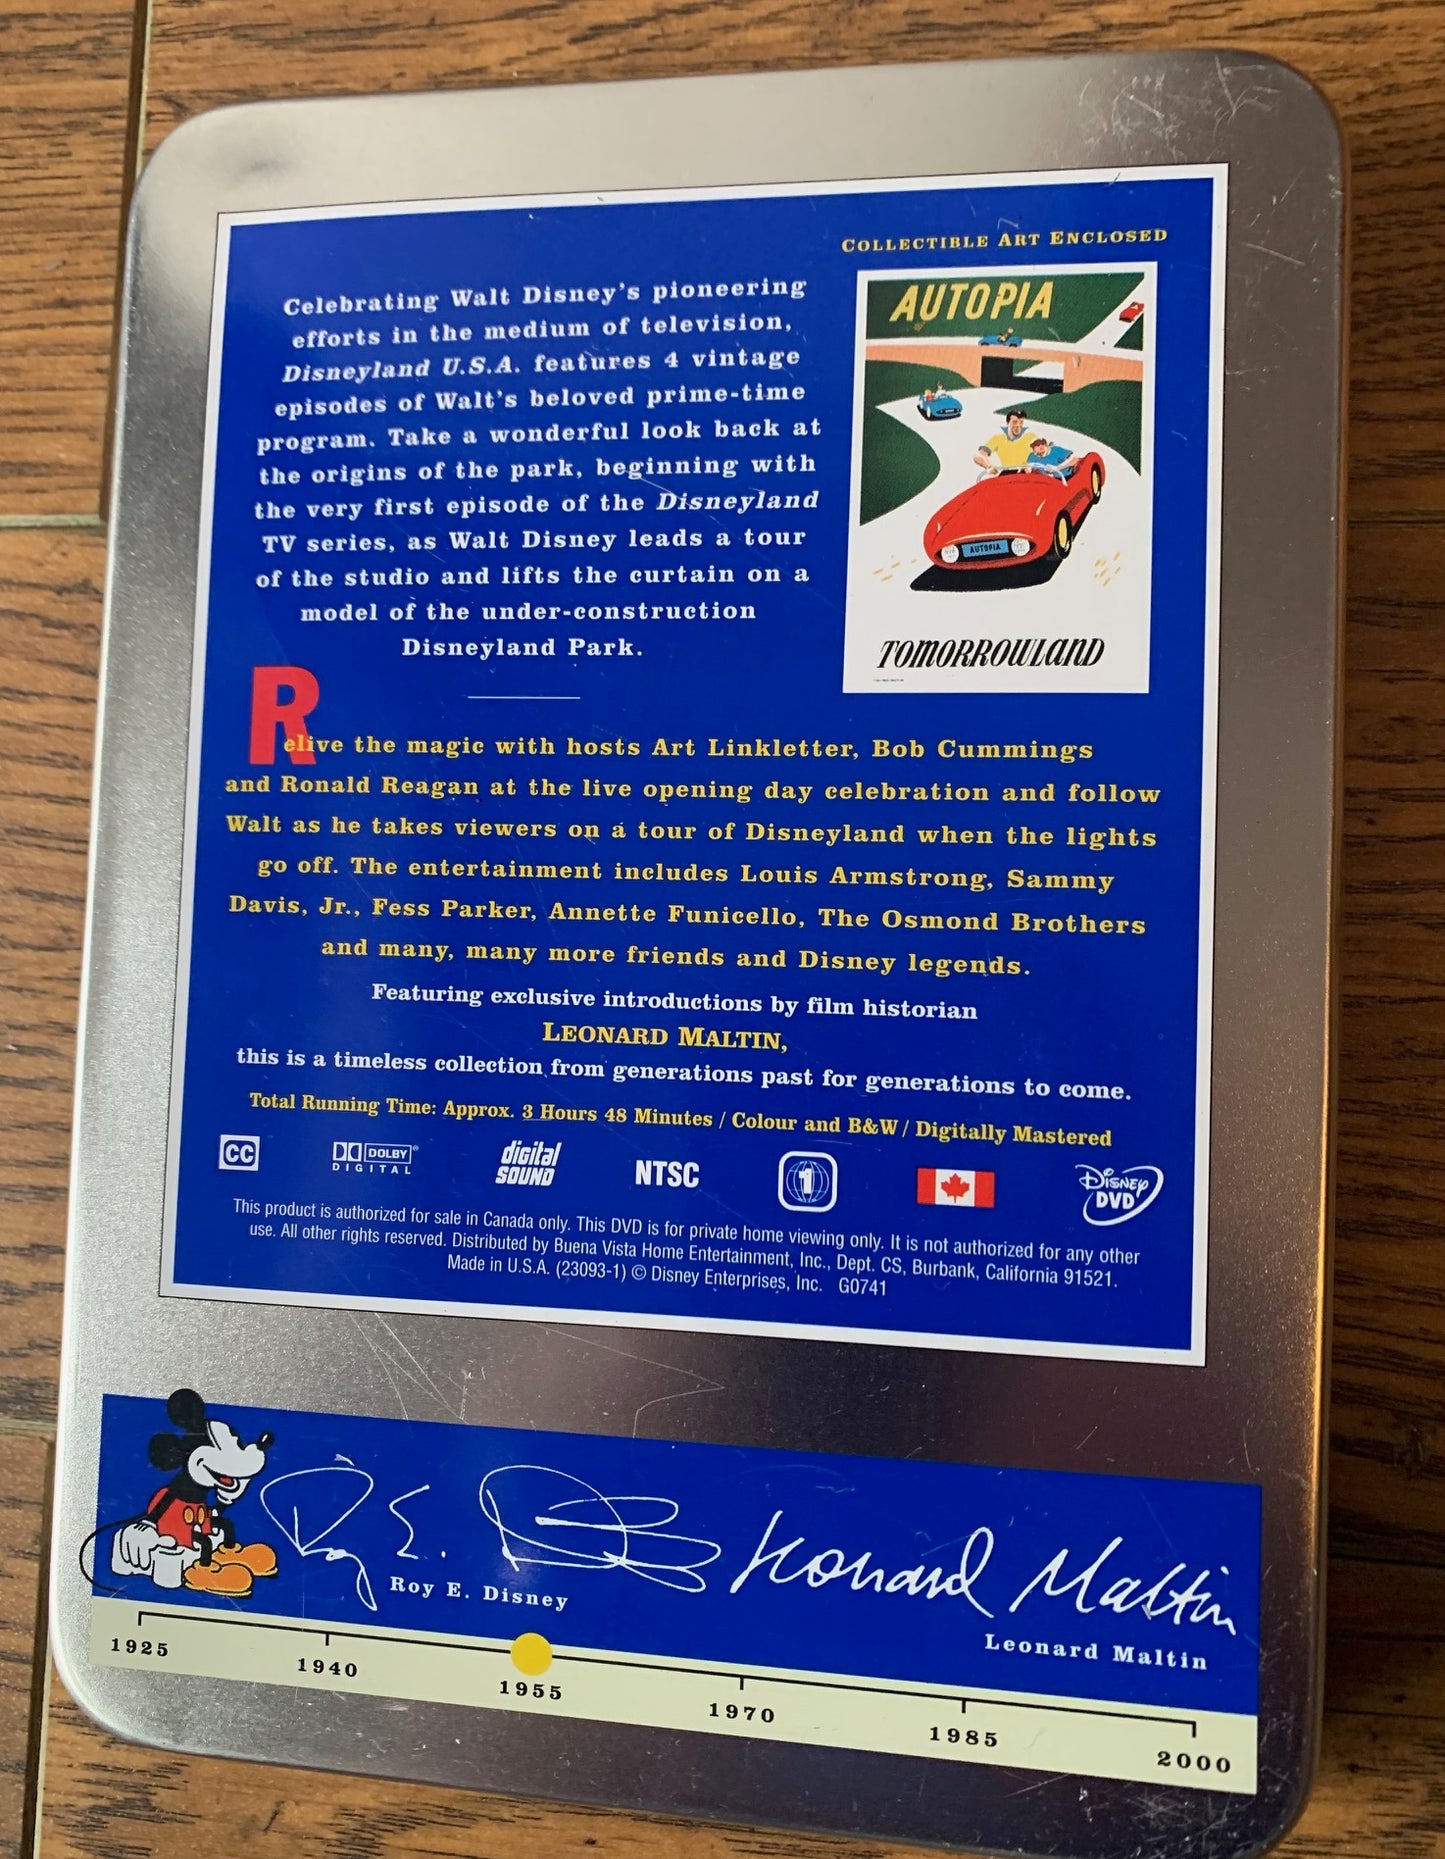 COLLECTIBLE ART ENCLOSED
Celebrating Walt Disney's pioneering
efforts in the medium of television,
Disneyland U.S.A. features 4 vintage
episodes of Walt's beloved prime-time
program. Take a wonderful look back at
the origins of the park, beginning with
the very first episode of the Disneyland
TV series, as Walt Disney leads a tour
of the studio and lifts the curtain on a
model of the under-construction
Disneyland Park.
AUTOPIA
AUTOPIA
TOMORROWLAND
Relive the magic with hosts Art Linkletter, Bob Cummings
and Ronald Reagan at the live opening day celebration and follow
Walt as he takes viewers on a tour of Disneyland when the lights
go off. The entertainment includes Louis Armstrong, Sammy
Davis, Jr., Fess Parker, Annette Funicello, The Osmond Brothers
and many, many more friends and Disney legends.
Featuring exclusive introductions by film historian
LEONARD MALTIN,
this is a timeless collection from generations past for generations to come.
Total Running Time: Approx. 3 Hours 48 Minutes / Colour and B&W / Digitally Mastered
CC
DOLBY
DIGITAL
digital
SOUND
NTSC
1
DISNEY
DVD
This product is authorized for sale in Canada only. This DVD is for private home viewing only. It is not authorized for any other
use. All other rights reserved. Distributed by Buena Vista Home Entertainment, Inc., Dept. CS, Burbank, California 91521.
Made in U.S.A. (23093-1) © Disney Enterprises, Inc. G0741
Roy E. Disney
Leonard Maltin
Roy E. Disney
Leonard Maltin
1925
1940
1955
1970
1985
2000